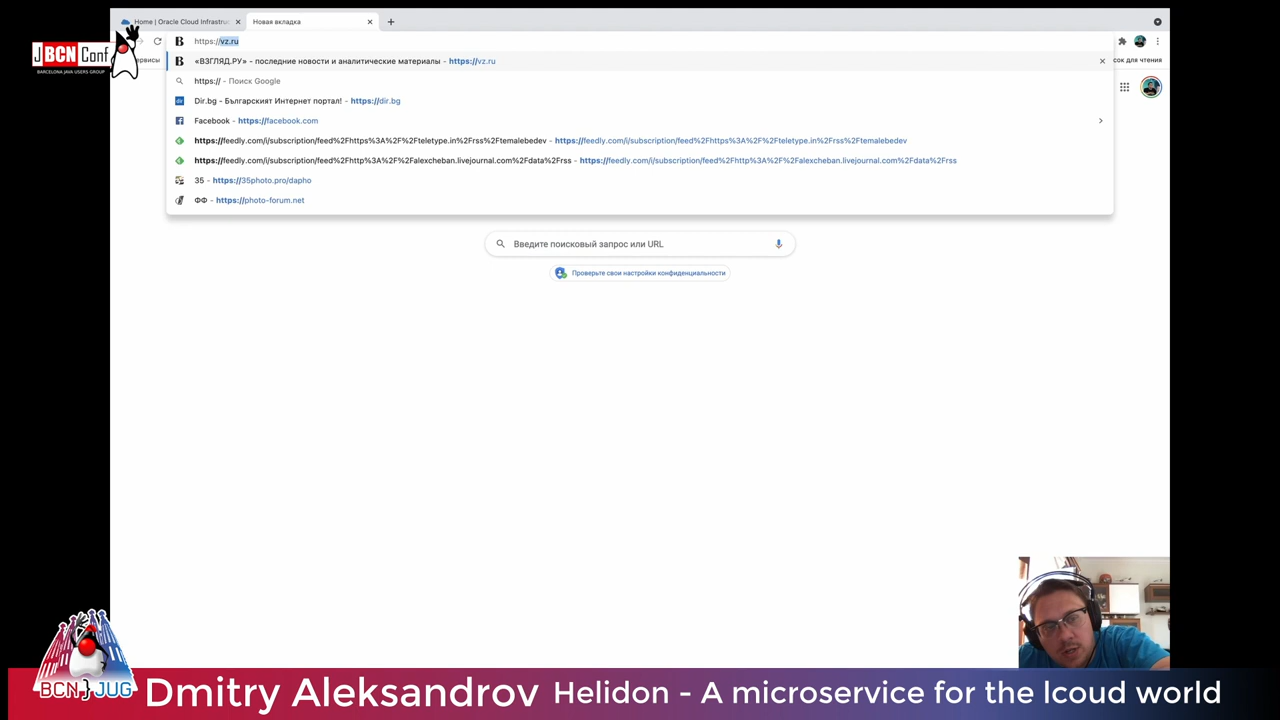 Home | Oracle Cloud Infrastru
Новая вкладка
JBCNConf
BARCELONA JAVA USERS GROUP
https://vz.ru
рвисы
сок для чтения
«ВЗГЛЯД.РУ» - последние новости и аналитические материалы - https://vz.ru
https:// - Поиск Google
Dir.bg - Българският Интернет портал! - https://dir.bg
Facebook - https://facebook.com
https://feedly.com/i/subscription/feed%2Fhttps%3A%2F%2Fteletype.in%2Frss%2Ftemalebedev - https://feedly.com/i/subscription/feed%2Fhttps%3A%2F%2Fteletype.in%2Frss%2Ftemalebedev
https://feedly.com/i/subscription/feed%2Fhttp%3A%2F%2Falexcheban.livejournal.com%2Fdata%2Frss - https://feedly.com/i/subscription/feed%2Fhttp%3A%2F%2Falexcheban.livejournal.com%2Fdata%2Frss
35 - https://35photo.pro/dapho
ФФ - https://photo-forum.net
Введите поисковый запрос или URL
Проверьте свои настройки конфиденциальности
BCN JUG
Dmitry Aleksandrov Helidon - A microservice for the lcoud world